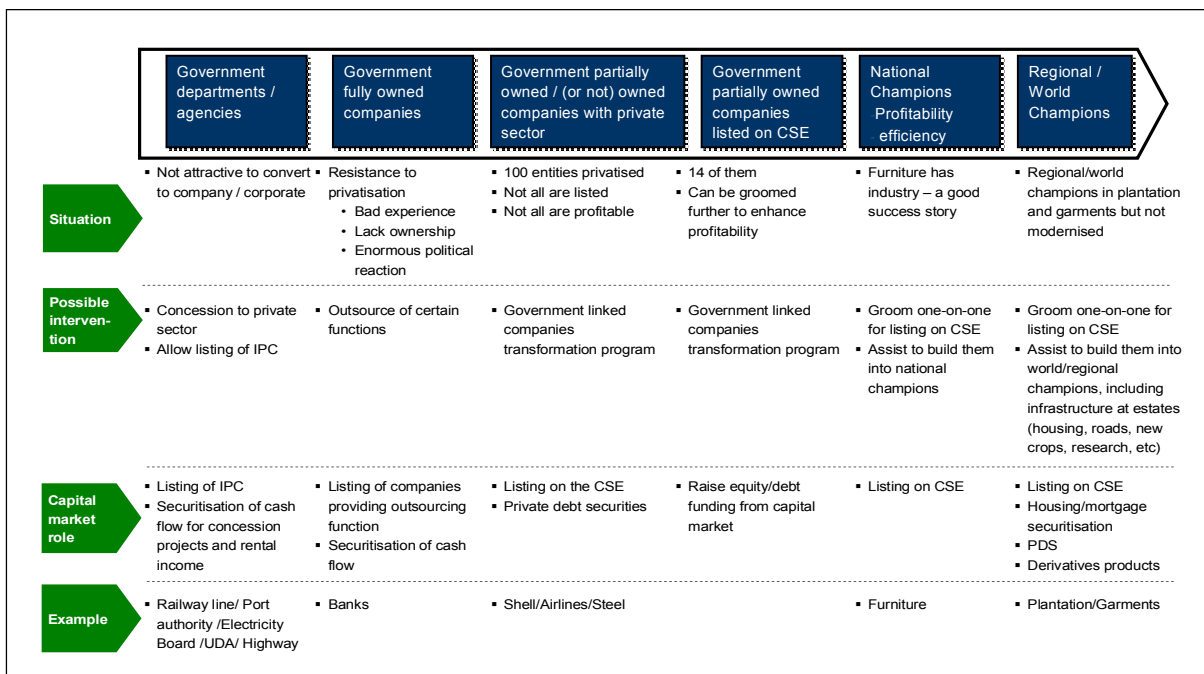 Government
departments /
agencies
Government
fully owned
companies
Government partially
owned / (or not) owned
companies with private
sector
Government
partially owned
companies
listed on CSE
National
Champions
-Profitability
- efficiency
Regional /
World
Champions
Situation
▪ Not attractive to convert
to company / corporate
▪ Resistance to
privatisation
• Bad experience
• Lack ownership
• Enormous political
reaction
▪ 100 entities privatised
▪ Not all are listed
▪ Not all are profitable
▪ 14 of them
▪ Can be groomed
further to enhance
profitability
▪ Furniture has
industry – a good
success story
▪ Regional/world
champions in plantation
and garments but not
modernised
Possible
interven-
tion
▪ Concession to private
sector
▪ Allow listing of IPC
▪ Outsource of certain
functions
▪ Government linked
companies
transformation program
▪ Government linked
companies
transformation program
▪ Groom one-on-one
for listing on CSE
▪ Assist to build them
into national
champions
▪ Groom one-on-one for
listing on CSE
▪ Assist to build them into
world/regional
champions, including
infrastructure at estates
(housing, roads, new
crops, research, etc)
Capital
market
role
▪ Listing of IPC
▪ Securitisation of cash
flow for concession
projects and rental
income
▪ Listing of companies
providing outsourcing
function
▪ Securitisation of cash
flow
▪ Listing on the CSE
▪ Private debt securities
▪ Raise equity/debt
funding from capital
market
▪ Listing on CSE
▪ Listing on CSE
▪ Housing/mortgage
securitisation
▪ PDS
▪ Derivatives products
Example
▪ Railway line/ Port
authority /Electricity
Board /UDA/ Highway
▪ Banks
▪ Shell/Airlines/Steel
▪ Furniture
▪ Plantation/Garments